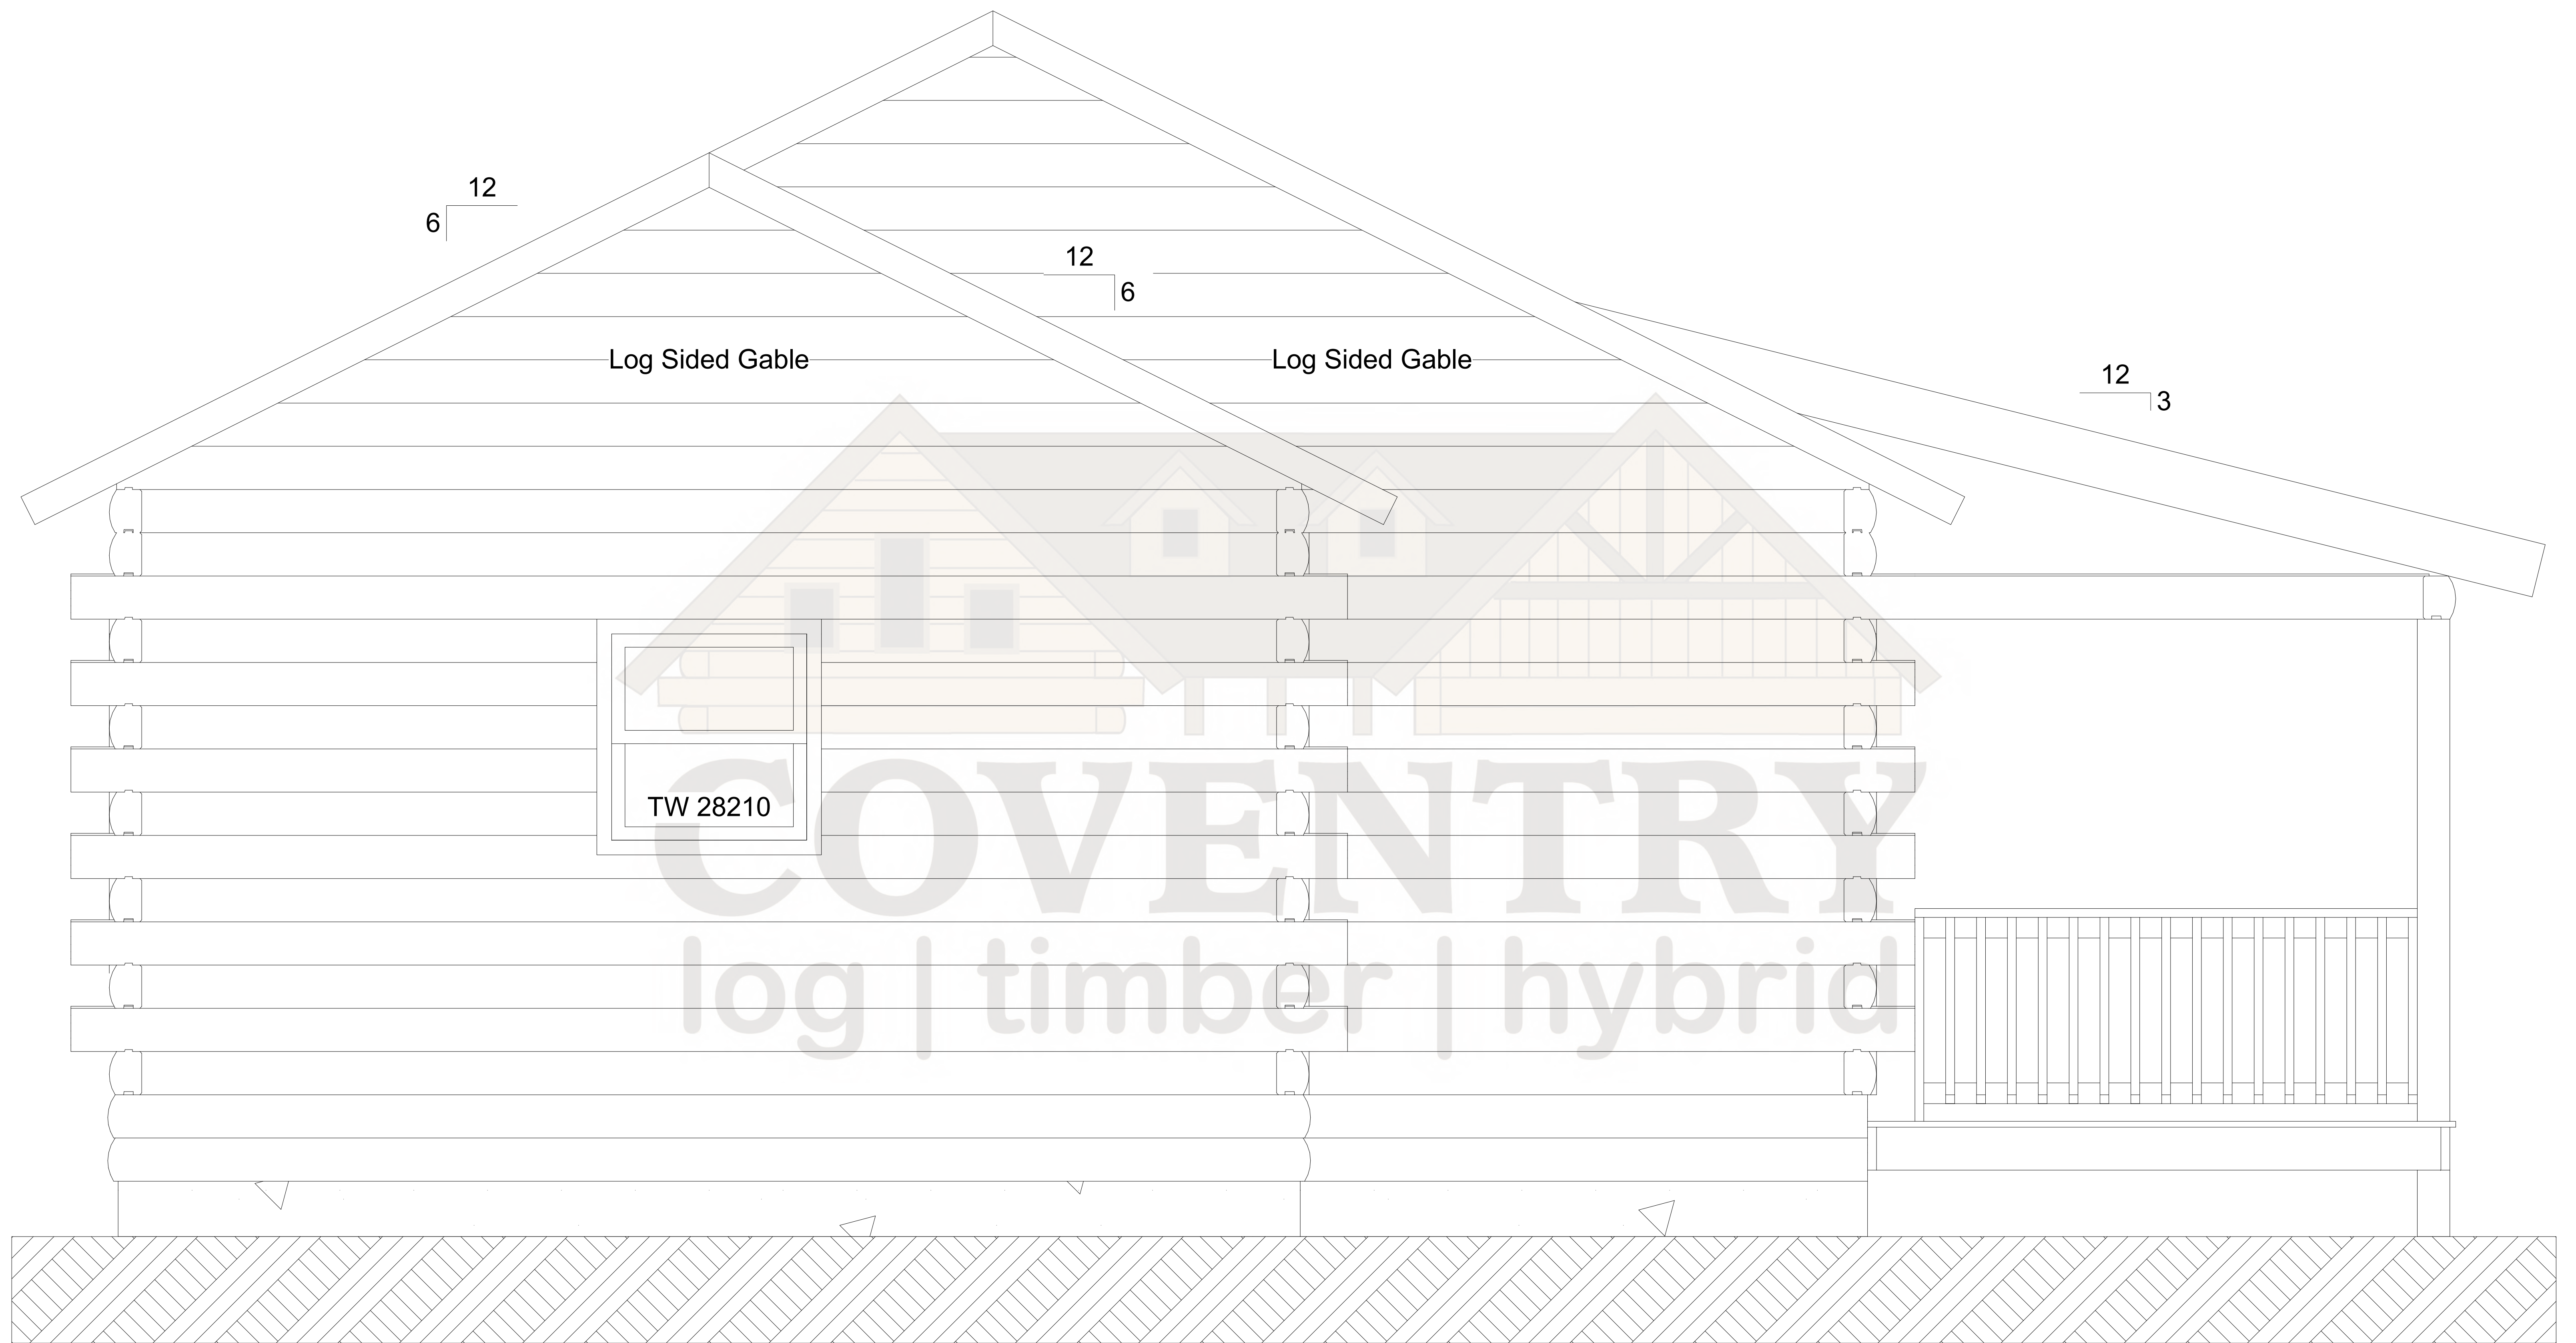 12
6
12
6
Log Sided Gable
Log Sided Gable
12
3
TW 28210
COVENTRY
log | timber | hybrid